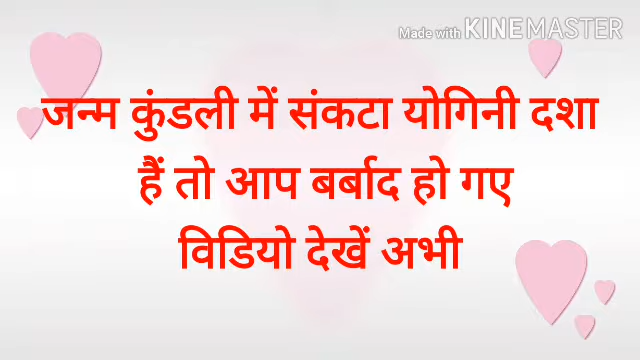 Made with KINEMASTER
जन्म कुंडली में संकटा योगिनी दशा
हैं तो आप बर्बाद हो गए
विडियो देखें अभी